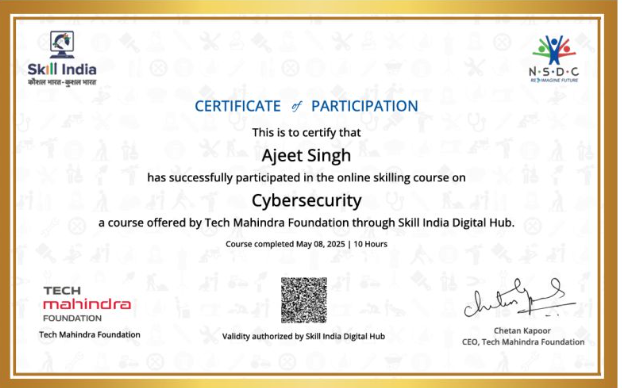 Skill India
कौशल भारत-कुशल भारत
N·S·D·C
RE-IMAGINE FUTURE
CERTIFICATE of PARTICIPATION
This is to certify that
Ajeet Singh
has successfully participated in the online skilling course on
Cybersecurity
a course offered by Tech Mahindra Foundation through Skill India Digital Hub.
Course completed May 08, 2025 | 10 Hours
TECH
mahindra
FOUNDATION
Tech Mahindra Foundation
Validity authorized by Skill India Digital Hub
Chetan Kapoor
CEO, Tech Mahindra Foundation